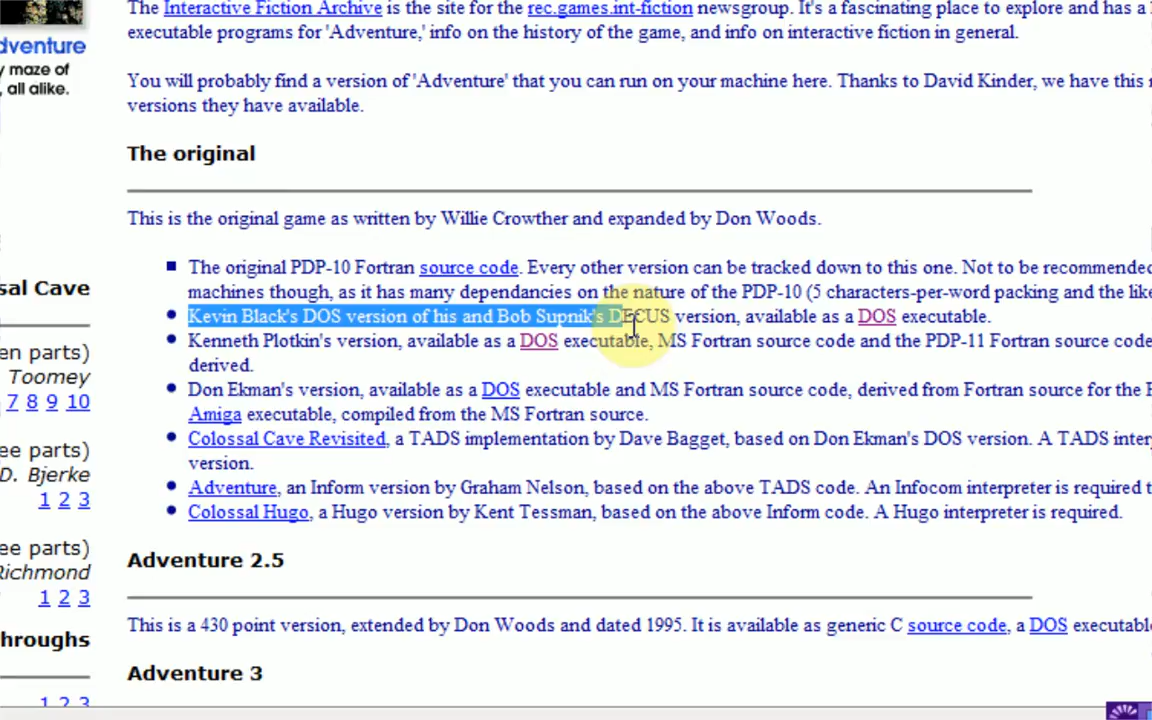 The Interactive Fiction Archive is the site for the rec.games.int-fiction newsgroup. It's a fascinating place to explore and has a
executable programs for 'Adventure,' info on the history of the game, and info on interactive fiction in general.
dventure
y maze of
, all alike.
You will probably find a version of 'Adventure' that you can run on your machine here. Thanks to David Kinder, we have this
versions they have available.
The original
This is the original game as written by Willie Crowther and expanded by Don Woods.
The original PDP-10 Fortran source code. Every other version can be tracked down to this one. Not to be recommended
machines though, as it has many dependancies on the nature of the PDP-10 (5 characters-per-word packing and the like
Kevin Black's DOS version of his and Bob Supnik's DECUS version, available as a DOS executable.
Kenneth Plotkin's version, available as a DOS executable, MS Fortran source code and the PDP-11 Fortran source code
derived.
Don Ekman's version, available as a DOS executable and MS Fortran source code, derived from Fortran source for the
Amiga executable, compiled from the MS Fortran source.
Colossal Cave Revisited, a TADS implementation by Dave Bagget, based on Don Ekman's DOS version. A TADS
version.
Adventure, an Inform version by Graham Nelson, based on the above TADS code. An Infocom interpreter is required
Colossal Hugo, a Hugo version by Kent Tessman, based on the above Inform code. A Hugo interpreter is required.
Adventure 2.5
This is a 430 point version, extended by Don Woods and dated 1995. It is available as generic C source code, a DOS
Adventure 3
sal Cave
en parts)
Toomey
7 8 9 10
ee parts)
D. Bjerke
1 2 3
ee parts)
Richmond
1 2 3
hroughs
1 2 3